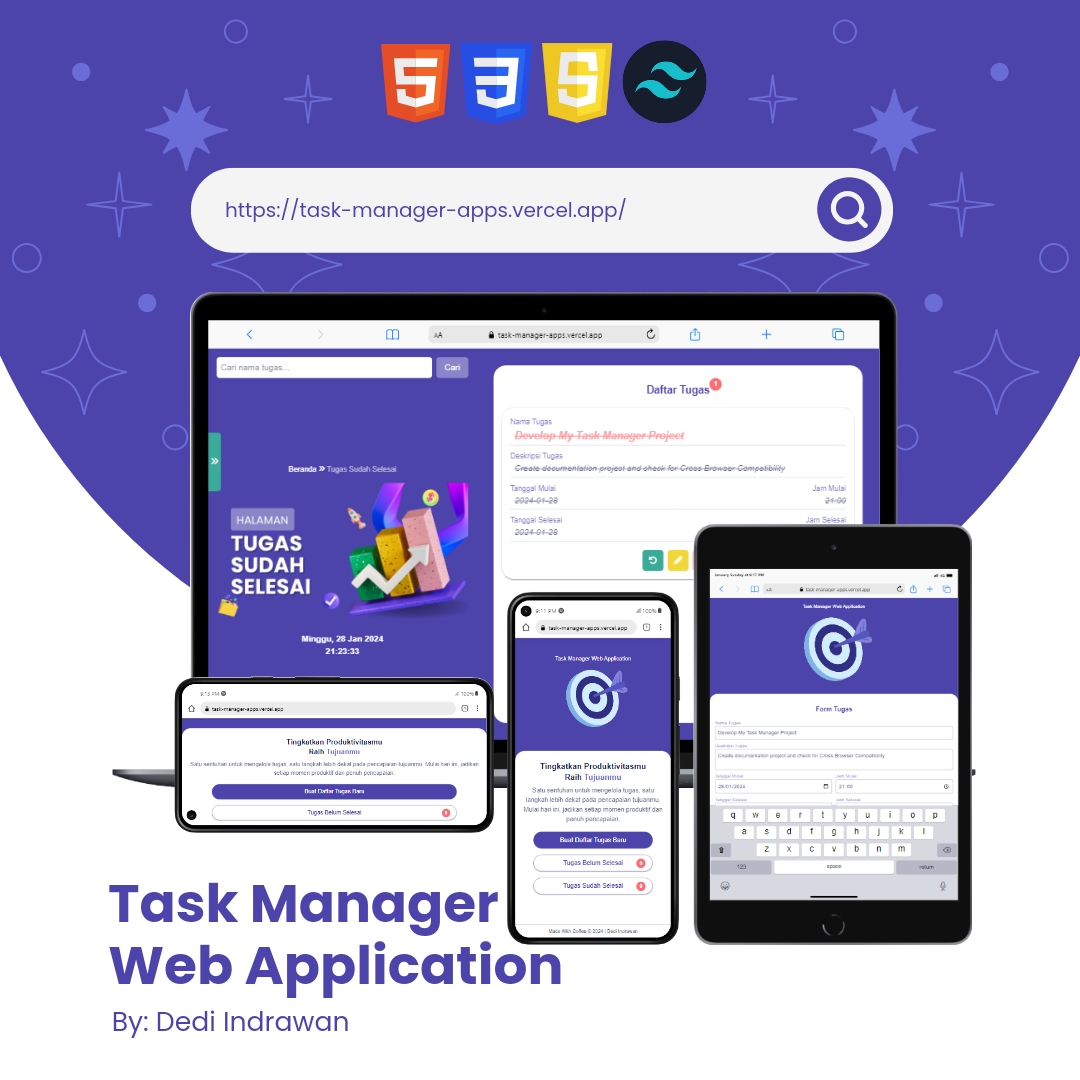 https://task-manager-apps.vercel.app/
AA
task-manager-apps.vercel.app
Cari nama tugas...
Cari
Beranda » Tugas Sudah Selesai
HALAMAN
TUGAS
SUDAH
SELESAI
Minggu, 28 Jan 2024
21:23:33
Daftar Tugas 1
Nama Tugas
Develop My Task Manager Project
Deskripsi Tugas
Create documentation project and check for Cross Browser Compatibility
Tanggal Mulai Jam Mulai
2024-01-28 21:00
Tanggal Selesai Jam Selesai
2024-01-28
9:13 PM 100%
task-manager-apps.vercel.app
Tingkatkan Produktivitasmu
Raih Tujuanmu
Satu sentuhan untuk mengelola tugas, satu langkah lebih dekat pada pencapaian tujuanmu. Mulai hari ini, jadikan
setiap momen produktif dan penuh pencapaian.
Buat Daftar Tugas Baru
Tugas Belum Selesai
9:11 PM 100%
task-manager-apps.vercel.app
Task Manager Web Application
Tingkatkan Produktivitasmu
Raih Tujuanmu
Satu sentuhan untuk mengelola tugas, satu
langkah lebih dekat pada pencapaian tujuanmu.
Mulai hari ini, jadikan setiap momen produktif dan
penuh pencapaian.
Buat Daftar Tugas Baru
Tugas Belum Selesai
Tugas Sudah Selesai
Made With Coffee © 2024 | Dedi Indrawan
January Sunday at 9:17 PM
AA
task-manager-apps.vercel.app
Task Manager Web Application
Form Tugas
Nama Tugas
Develop My Task Manager Project
Deskripsi Tugas
Create documentation project and check for Cross Browser Compatibility
Tanggal Mulai Jam Mulai
28/01/2024 21:00
Tanggal Selesai Jam Selesai
q w e r t y u i o p
a s d f g h j k l
z x c v b n m
123 space return
Task Manager
Web Application
By: Dedi Indrawan